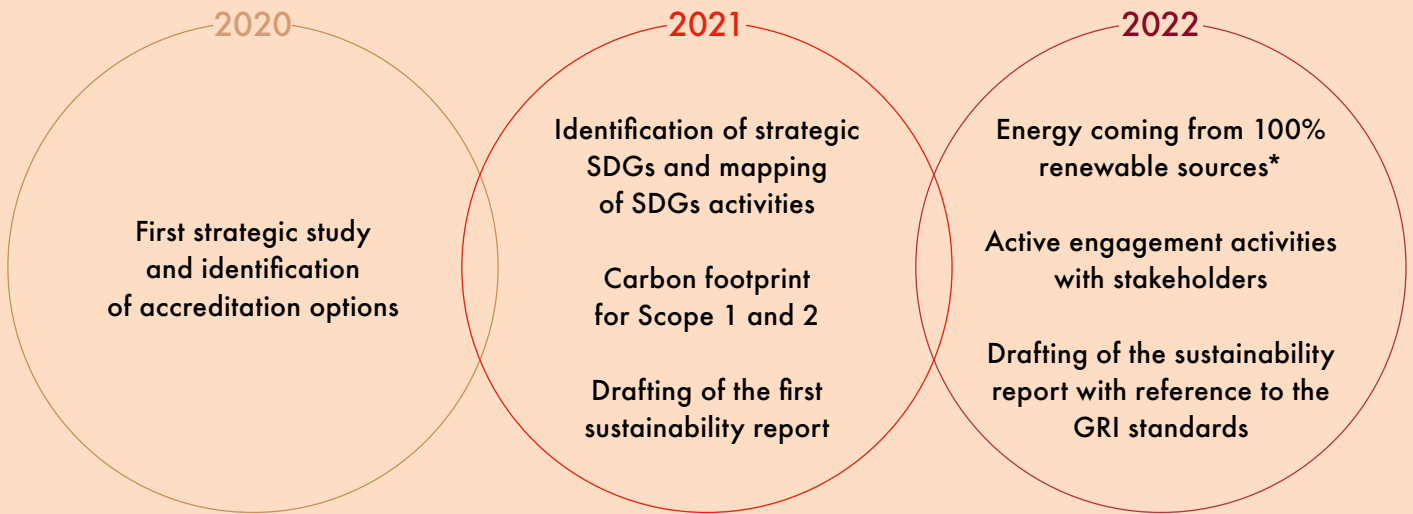 2020
First strategic study
and identification
of accreditation options
2021
Identification of strategic
SDGs and mapping
of SDGs activities
Carbon footprint
for Scope 1 and 2
Drafting of the first
sustainability report
2022
Energy coming from 100%
renewable sources*
Active engagement activities
with stakeholders
Drafting of the sustainability
report with reference to the
GRI standards